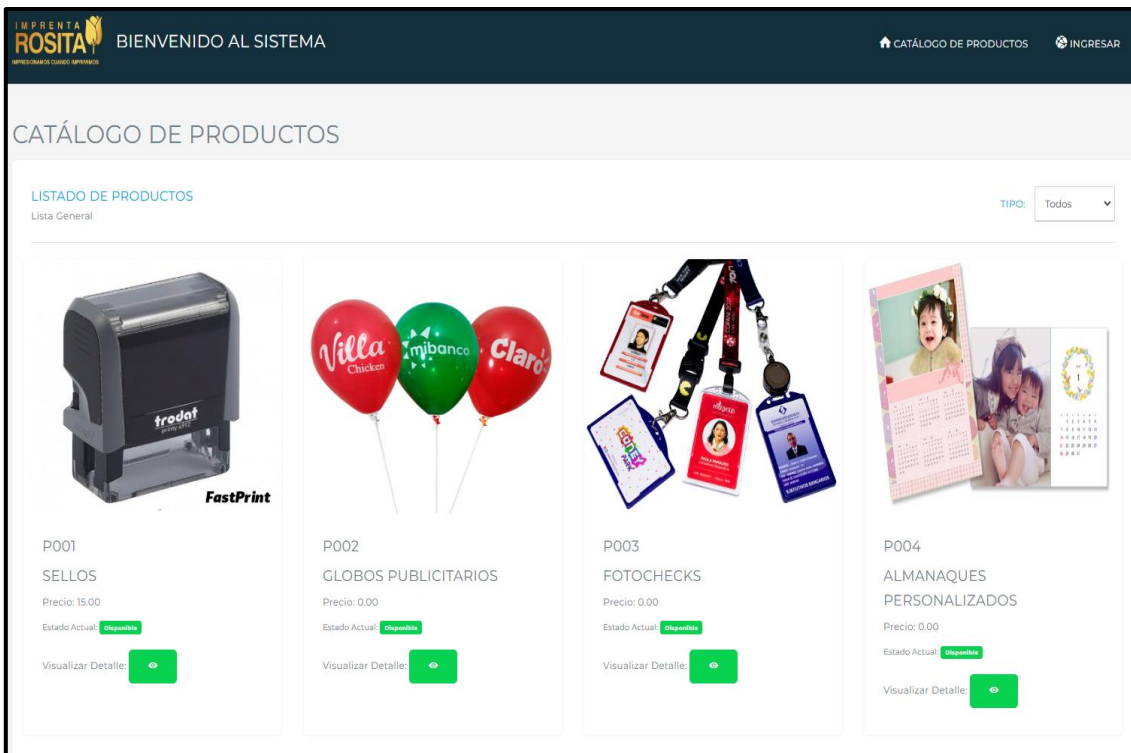 IMPRENTA
ROSITA
IMPRESIONAMOS CUANDO IMPRIMIMOS
BIENVENIDO AL SISTEMA
CATÁLOGO DE PRODUCTOS
INGRESAR
CATÁLOGO DE PRODUCTOS
LISTADO DE PRODUCTOS
Lista General
TIPO:
Todos
trodat
printy 4912
FastPrint
Villa
Chicken
mibanco
Claro
P001
SELLOS
Precio: 15.00
Estado Actual: Disponible
Visualizar Detalle:
P002
GLOBOS PUBLICITARIOS
Precio: 0.00
Estado Actual: Disponible
Visualizar Detalle:
P003
FOTOCHECKS
Precio: 0.00
Estado Actual: Disponible
Visualizar Detalle:
P004
ALMANAQUES
PERSONALIZADOS
Precio: 0.00
Estado Actual: Disponible
Visualizar Detalle: